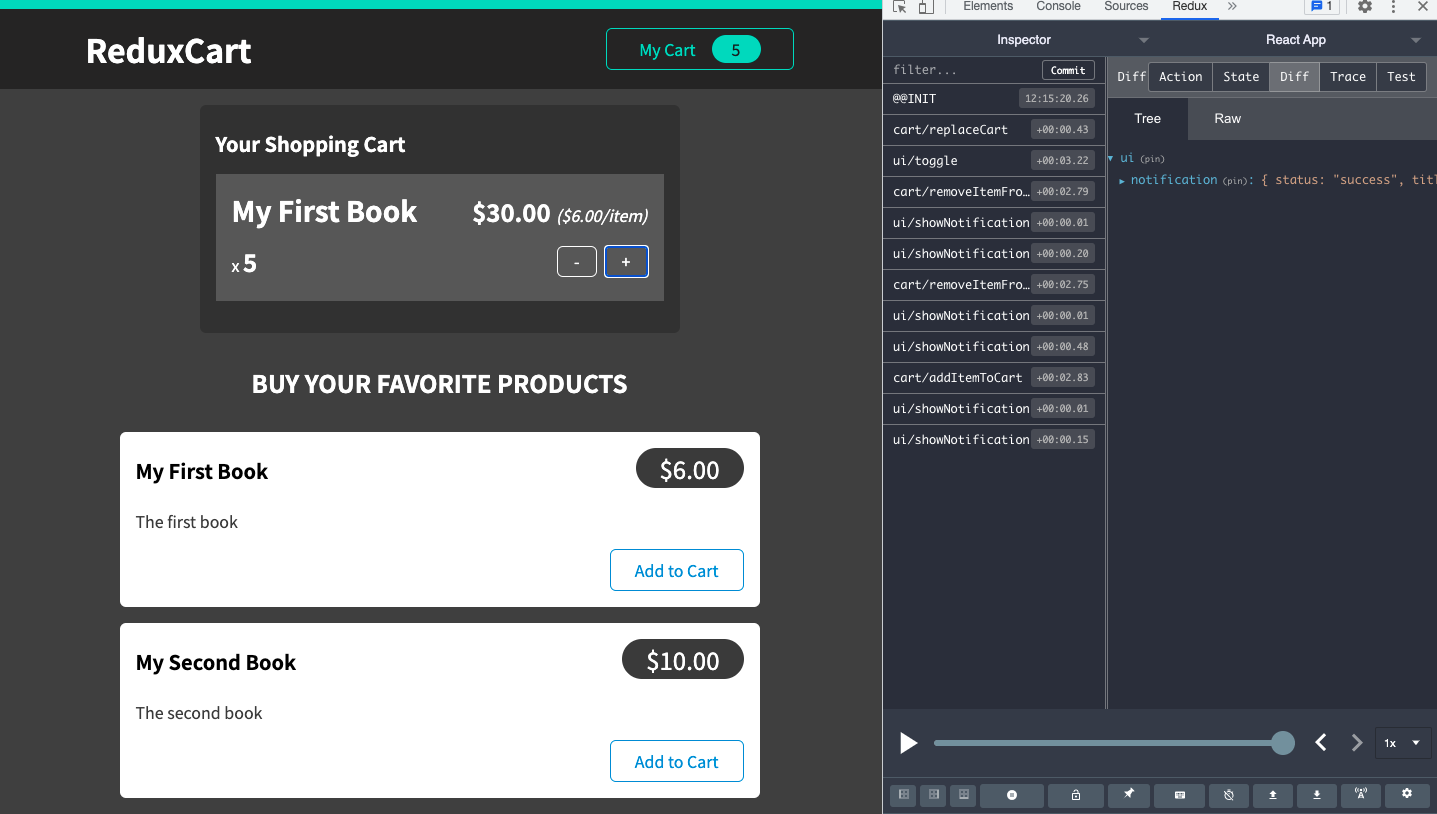 ReduxCart
My Cart 5
Your Shopping Cart
My First Book $30.00 ($6.00/item)
x 5 - +
BUY YOUR FAVORITE PRODUCTS
My First Book $6.00
The first book
Add to Cart
My Second Book $10.00
The second book
Add to Cart
Elements Console Sources Redux » 1
Inspector React App
filter... Commit
@@INIT 12:15:20.26
cart/replaceCart +00:00.43
ui/toggle +00:03.22
cart/removeItemFro… +00:02.79
ui/showNotification +00:00.01
ui/showNotification +00:00.20
cart/removeItemFro… +00:02.75
ui/showNotification +00:00.01
ui/showNotification +00:00.48
cart/addItemToCart +00:02.83
ui/showNotification +00:00.01
ui/showNotification +00:00.15
Diff Action State Diff Trace Test
Tree Raw
ui (pin)
notification (pin): { status: "success", titl
1x